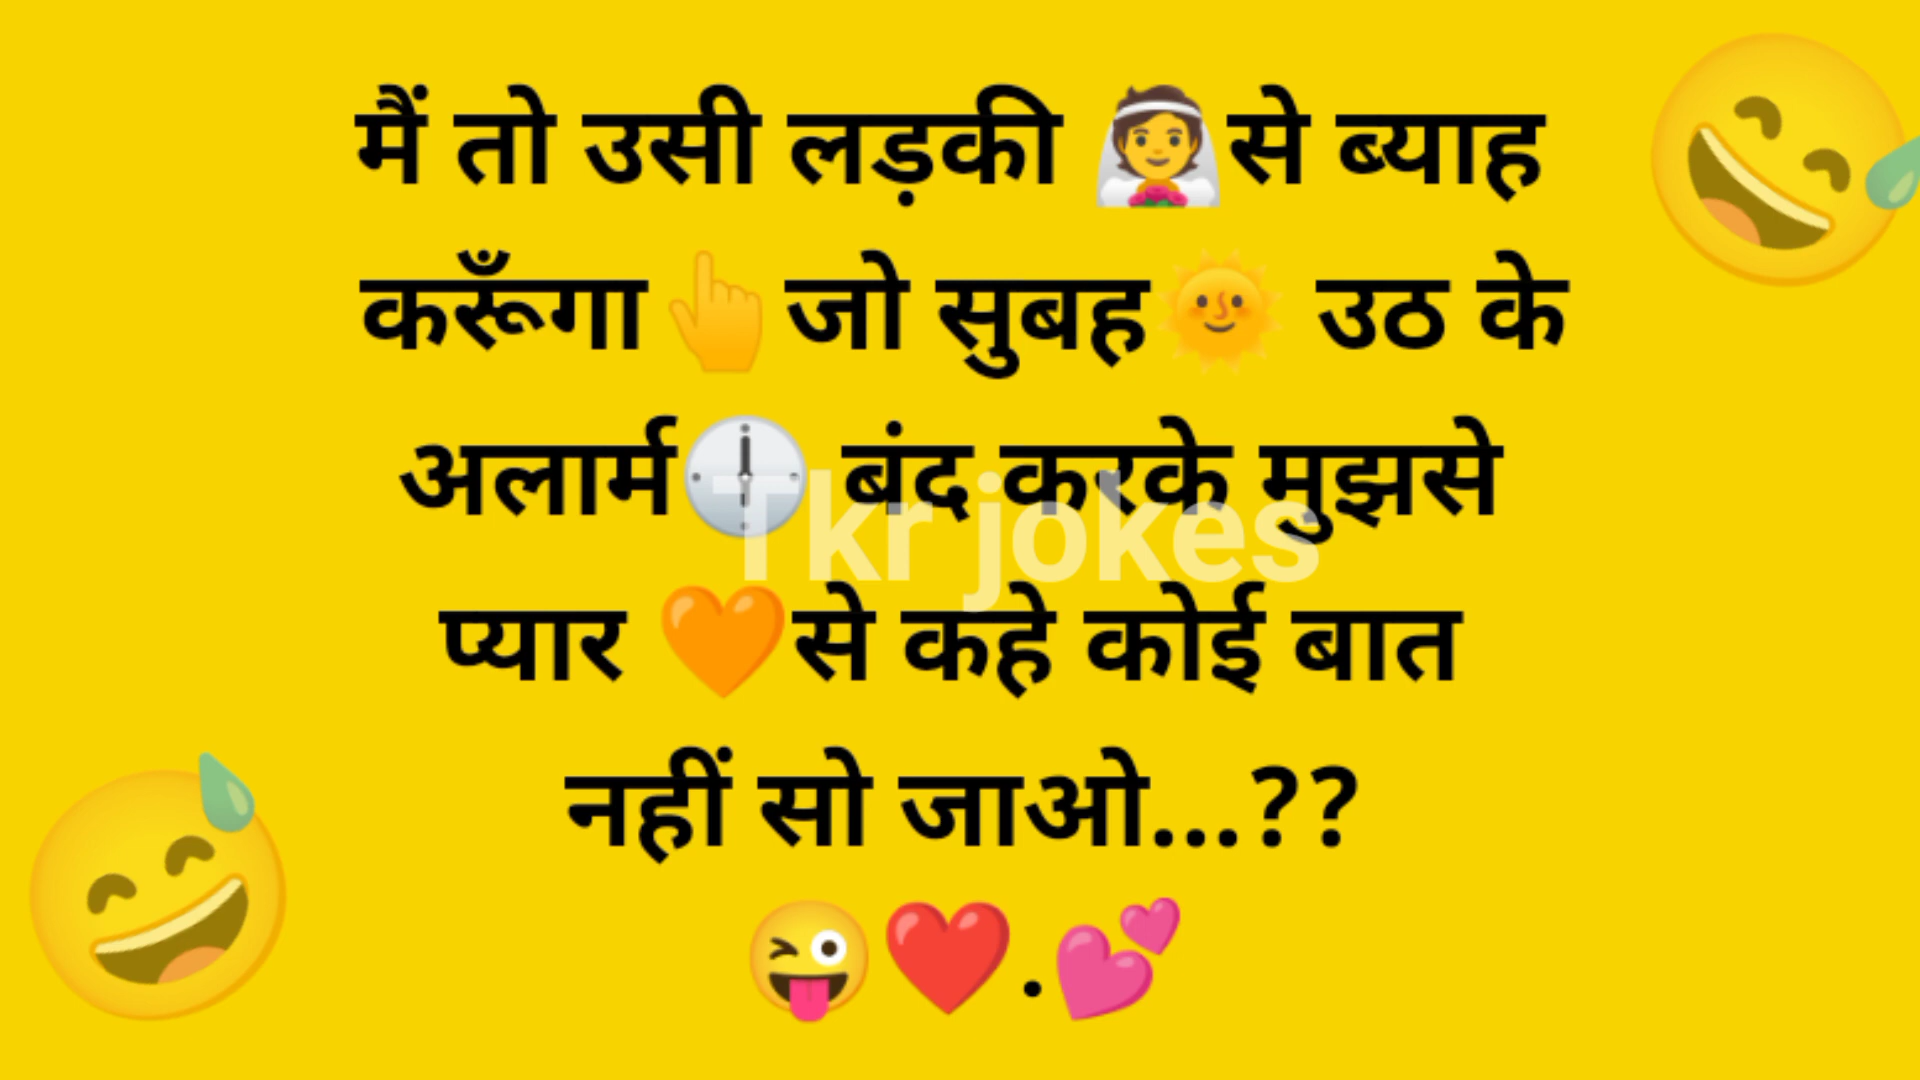 मैं तो उसी लड़की 👰से ब्याह
करूँगा👆जो सुबह🌞 उठ के
अलार्म🕛 बंद करके मुझसे
Tkr jokes
प्यार 🧡से कहे कोई बात
नहीं सो जाओ...??
😜❤️.💕